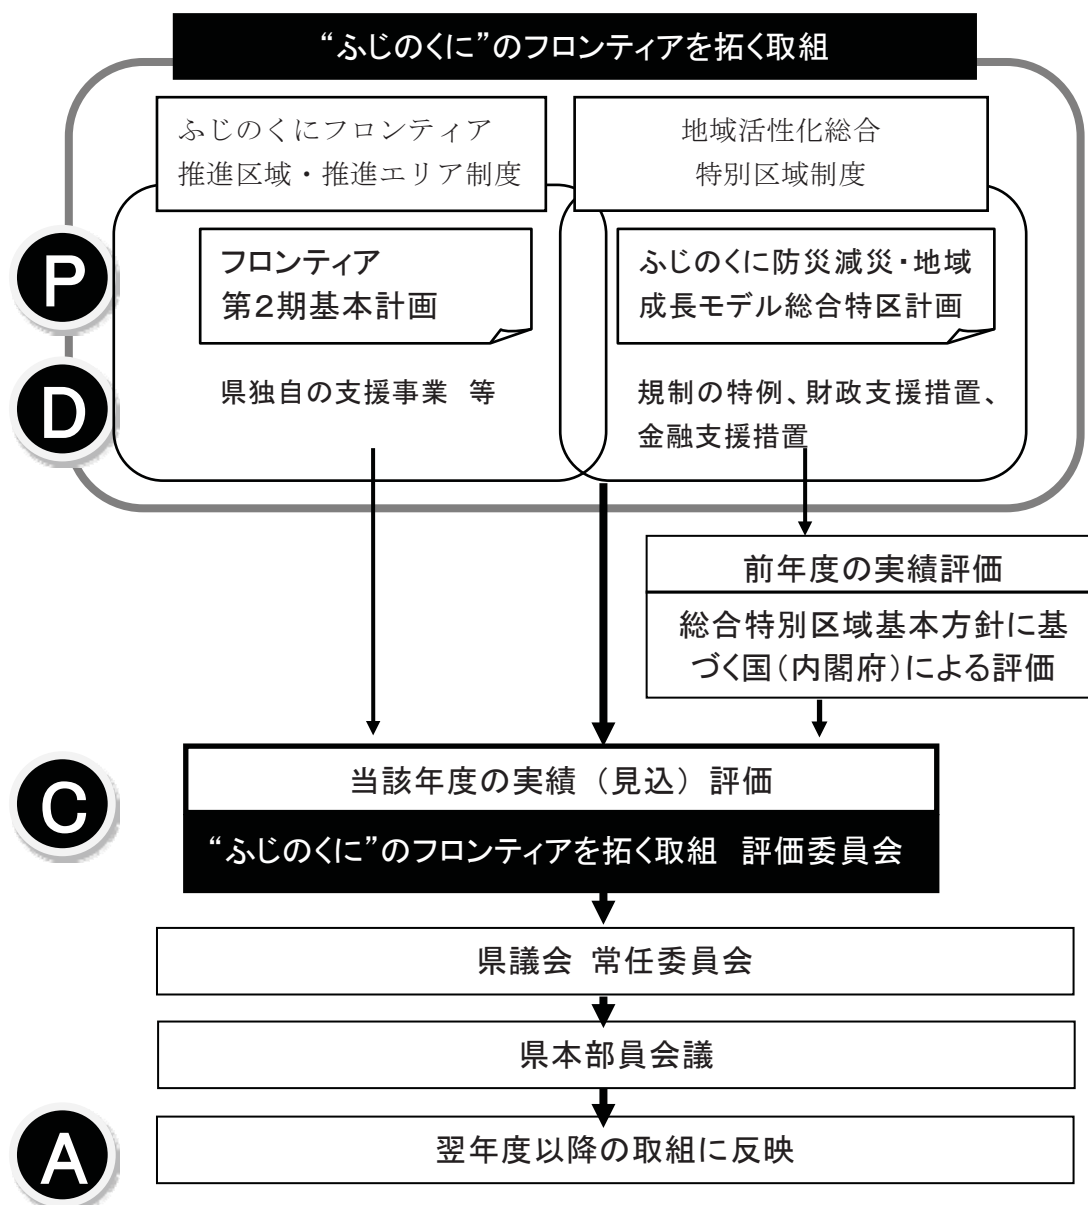 “ふじのくに”のフロンティアを拓く取組
ふじのくにフロンティア
推進区域・推進エリア制度
地域活性化総合
特別区域制度
P
フロンティア
第2期基本計画
ふじのくに防災減災・地域
成長モデル総合特区計画
D
県独自の支援事業 等
規制の特例、財政支援措置、
金融支援措置
前年度の実績評価
総合特別区域基本方針に基
づく国(内閣府)による評価
C
当該年度の実績(見込)評価
“ふじのくに”のフロンティアを拓く取組 評価委員会
県議会 常任委員会
県本部員会議
A
翌年度以降の取組に反映